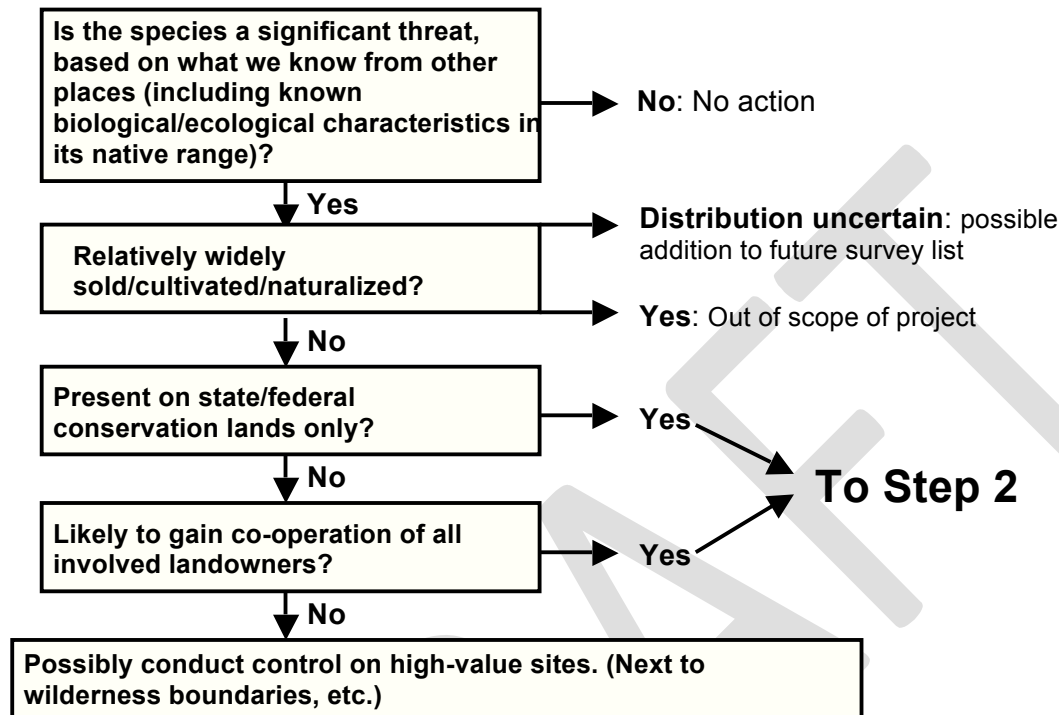 Is the species a significant threat,
based on what we know from other
places (including known
biological/ecological characteristics in
its native range)?
No: No action
Yes
Distribution uncertain: possible
addition to future survey list
Relatively widely
sold/cultivated/naturalized?
Yes: Out of scope of project
No
Present on state/federal
conservation lands only?
Yes
To Step 2
No
Likely to gain co-operation of all
involved landowners?
Yes
No
Possibly conduct control on high-value sites. (Next to
wilderness boundaries, etc.)